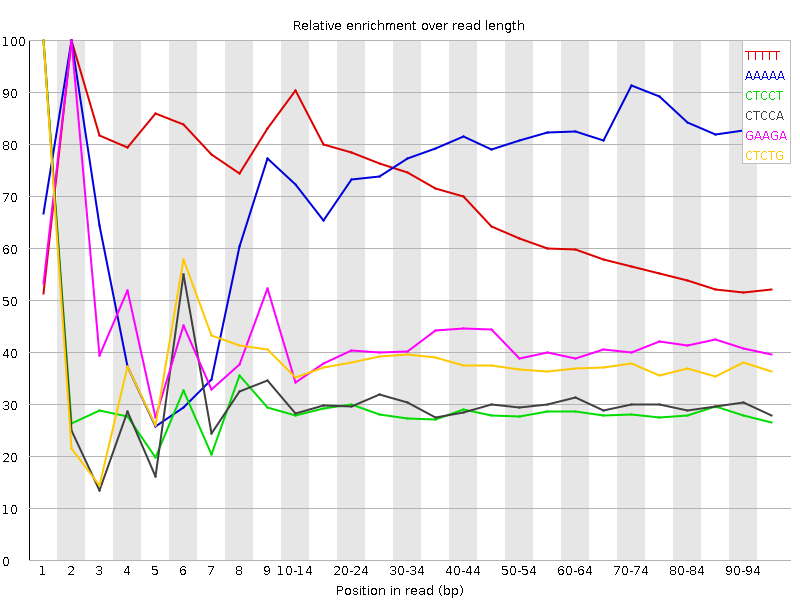 Relative enrichment over read length
100
90
80
70
60
50
40
30
20
10
0
TTTTT
AAAAA
CTCCT
CTCCA
GAAGA
CTCTG
1 2 3 4 5 6 7 8 9 10-14 20-24 30-34 40-44 50-54 60-64 70-74 80-84 90-94
Position in read (bp)